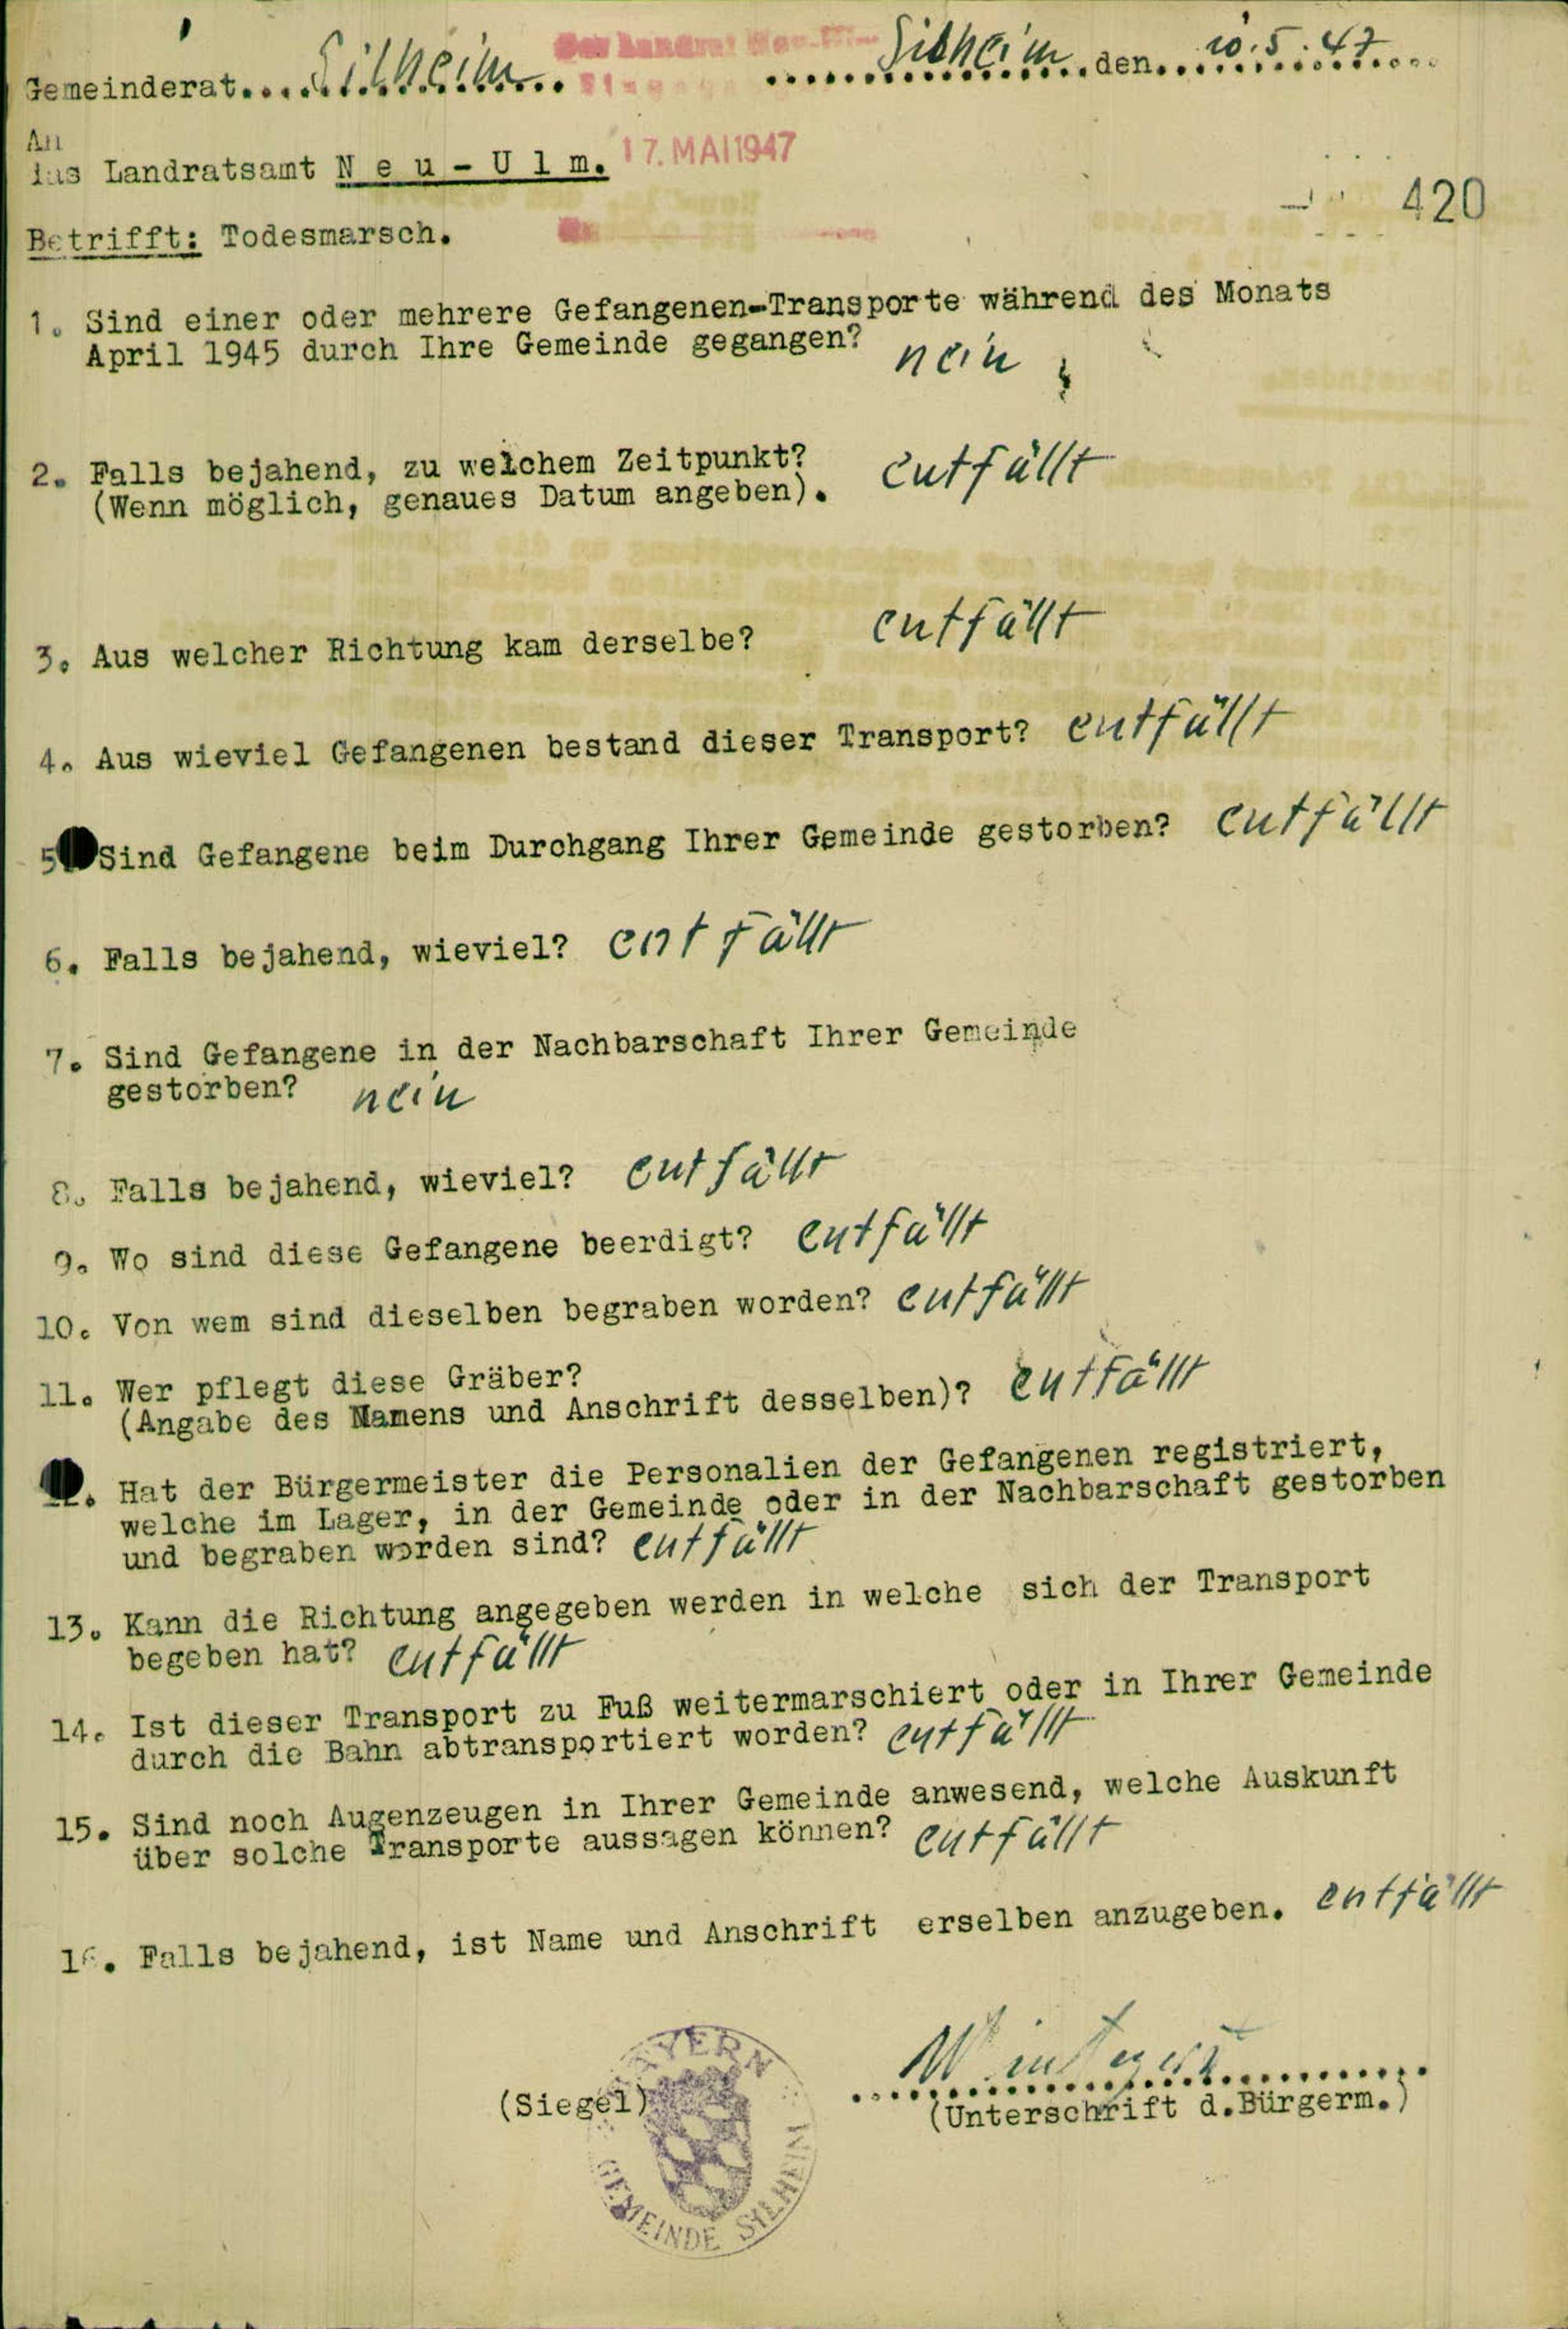 Gemeinderat.... Silheim .
Silheim, den. 10.5.47
17. MAI 1947
An
das Landratsamt N e u - U l m.
420
Betrifft: Todesmarsch.
1. Sind einer oder mehrere Gefangenen-Transporte während des Monats
April 1945 durch Ihre Gemeinde gegangen? nein
2. Falls bejahend, zu welchem Zeitpunkt? entfällt
(Wenn möglich, genaues Datum angeben).
3. Aus welcher Richtung kam derselbe? entfällt
4. Aus wieviel Gefangenen bestand dieser Transport? entfällt
5 Sind Gefangene beim Durchgang Ihrer Gemeinde gestorben? entfällt
6. Falls bejahend, wieviel? entfällt
7. Sind Gefangene in der Nachbarschaft Ihrer Gemeinde
gestorben? nein
8. Falls bejahend, wieviel? entfällt
9. Wo sind diese Gefangene beerdigt? entfällt
10. Von wem sind dieselben begraben worden? entfällt
11. Wer pflegt diese Gräber?
(Angabe des Namens und Anschrift desselben)? entfällt
Hat der Bürgermeister die Personalien der Gefangenen registriert,
welche im Lager, in der Gemeinde oder in der Nachbarschaft gestorben
und begraben worden sind? entfällt
13. Kann die Richtung angegeben werden in welche sich der Transport
begeben hat? entfällt
14. Ist dieser Transport zu Fuß weitermarschiert oder in Ihrer Gemeinde
durch die Bahn abtransportiert worden? entfällt
15. Sind noch Augenzeugen in Ihrer Gemeinde anwesend, welche Auskunft
über solche Transporte aussagen können? entfällt
16. Falls bejahend, ist Name und Anschrift erselben anzugeben. entfällt
BAYERN
(Siegel)
(Unterschrift d.Bürgerm.)
GEMEINDE SILHEIM